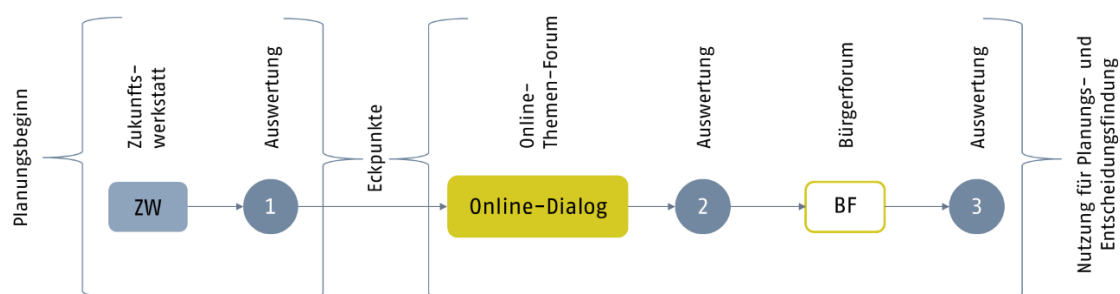 Planungsbeginn
Zukunfts-
werkstatt
Auswertung
Eckpunkte
Online-
Themen-Forum
Auswertung
Bürgerforum
Auswertung
Nutzung für Planungs- und
Entscheidungsfindung
ZW
1
Online-Dialog
2
BF
3